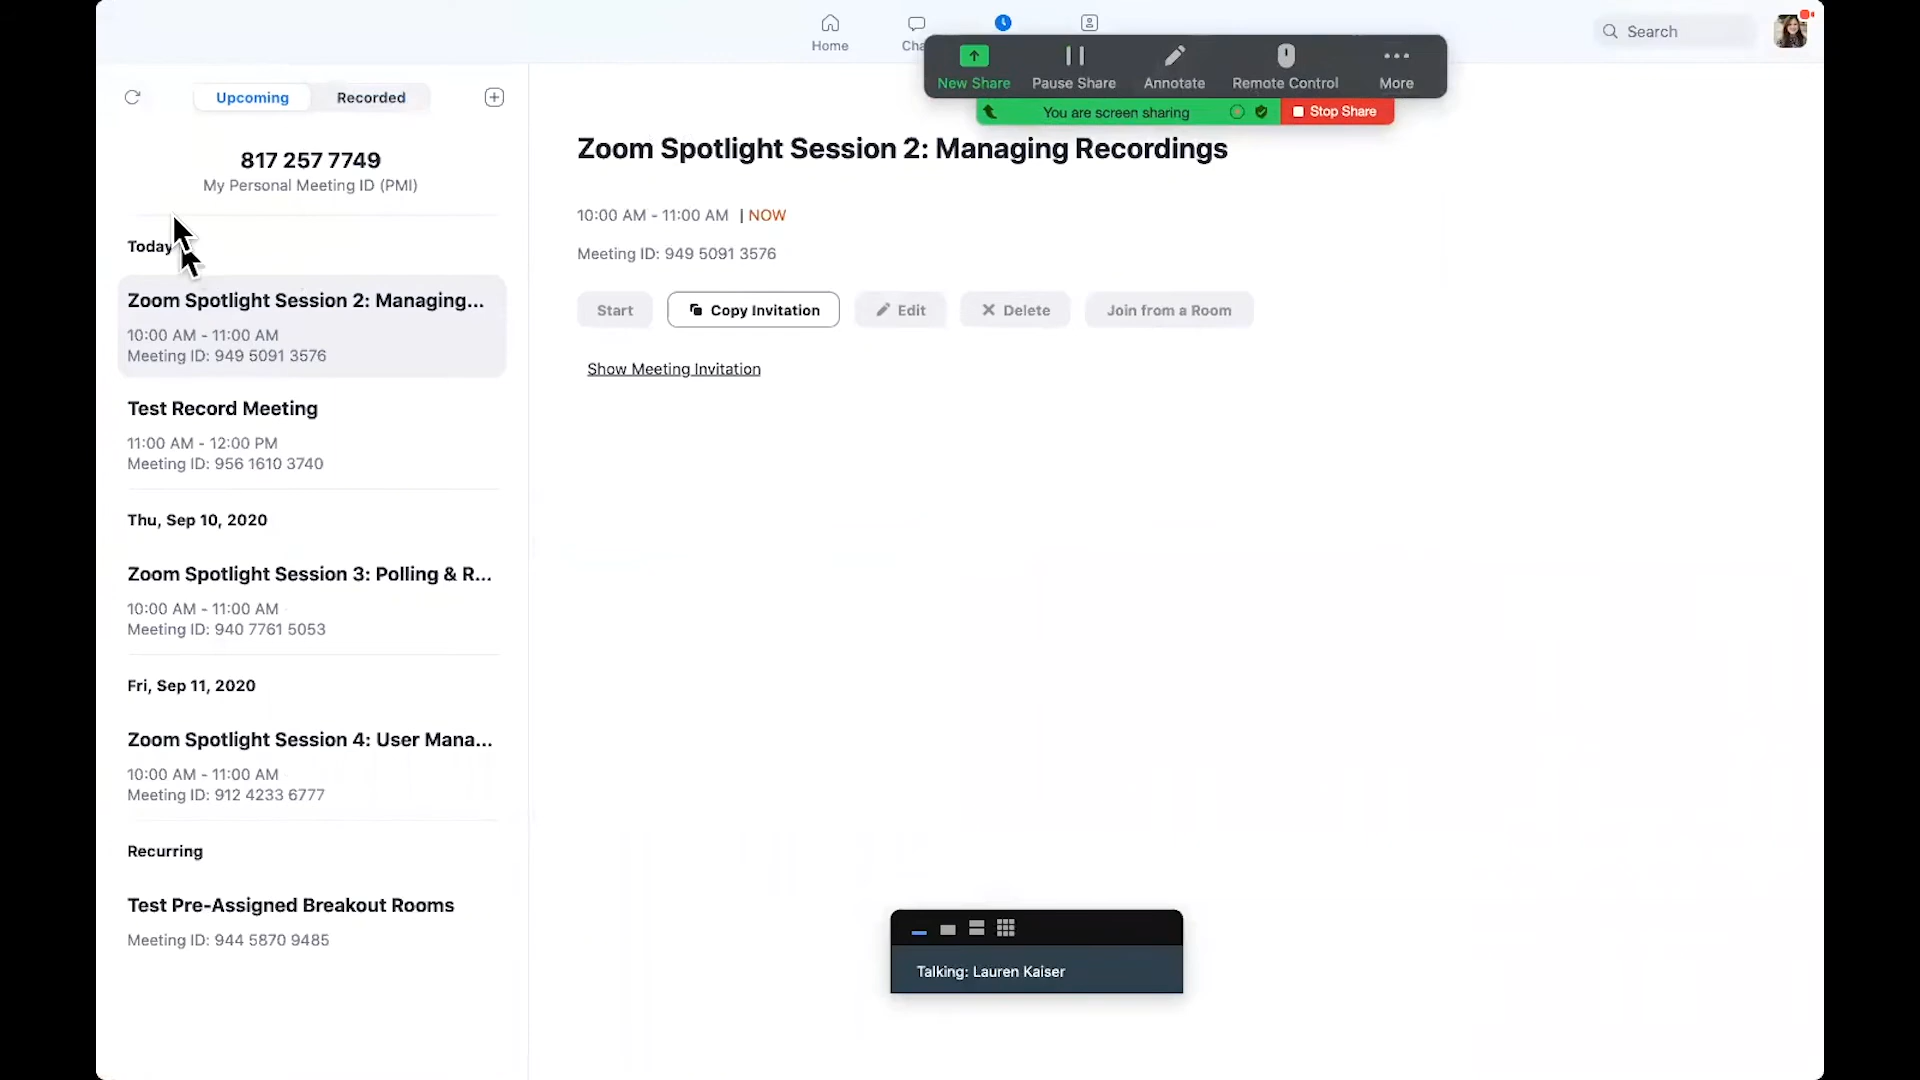 Home
Cha
Search
New Share
Pause Share
Annotate
Remote Control
More
You are screen sharing
Stop Share
Upcoming
Recorded
817 257 7749
My Personal Meeting ID (PMI)
Today
Zoom Spotlight Session 2: Managing...
10:00 AM - 11:00 AM
Meeting ID: 949 5091 3576
Test Record Meeting
11:00 AM - 12:00 PM
Meeting ID: 956 1610 3740
Thu, Sep 10, 2020
Zoom Spotlight Session 3: Polling & R...
10:00 AM - 11:00 AM
Meeting ID: 940 7761 5053
Fri, Sep 11, 2020
Zoom Spotlight Session 4: User Mana...
10:00 AM - 11:00 AM
Meeting ID: 912 4233 6777
Recurring
Test Pre-Assigned Breakout Rooms
Meeting ID: 944 5870 9485
Zoom Spotlight Session 2: Managing Recordings
10:00 AM - 11:00 AM | NOW
Meeting ID: 949 5091 3576
Start
Copy Invitation
Edit
Delete
Join from a Room
Show Meeting Invitation
Talking: Lauren Kaiser